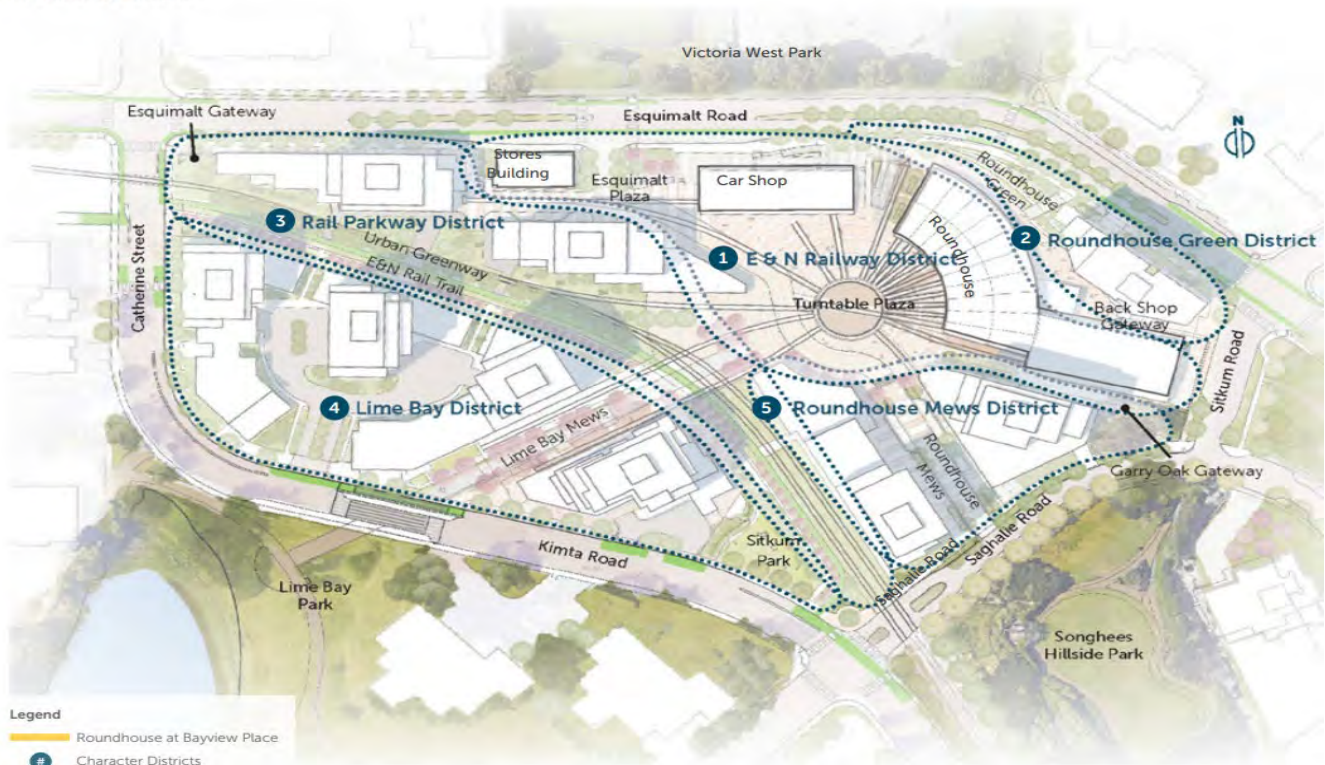 Victoria West Park
Esquimalt Gateway
Esquimalt Road
N
Stores
Building
Esquimalt
Plaza
Car Shop
Roundhouse
Green
3 Rail Parkway District
2 Roundhouse Green District
Urban Greenway
E&N Rail Trail
1 E & N Railway District
Roundhouse
Catherine Street
Turntable Plaza
Back Shop
Gateway
Sitkum Road
4 Lime Bay District
5 Roundhouse Mews District
Lime Bay Mews
Roundhouse
Mews
Garry Oak Gateway
Sitkum
Park
Kimta Road
Saghalie Road
Saghalie Road
Lime Bay
Park
Songhees
Hillside Park
Legend
Roundhouse at Bayview Place
# Character Districts